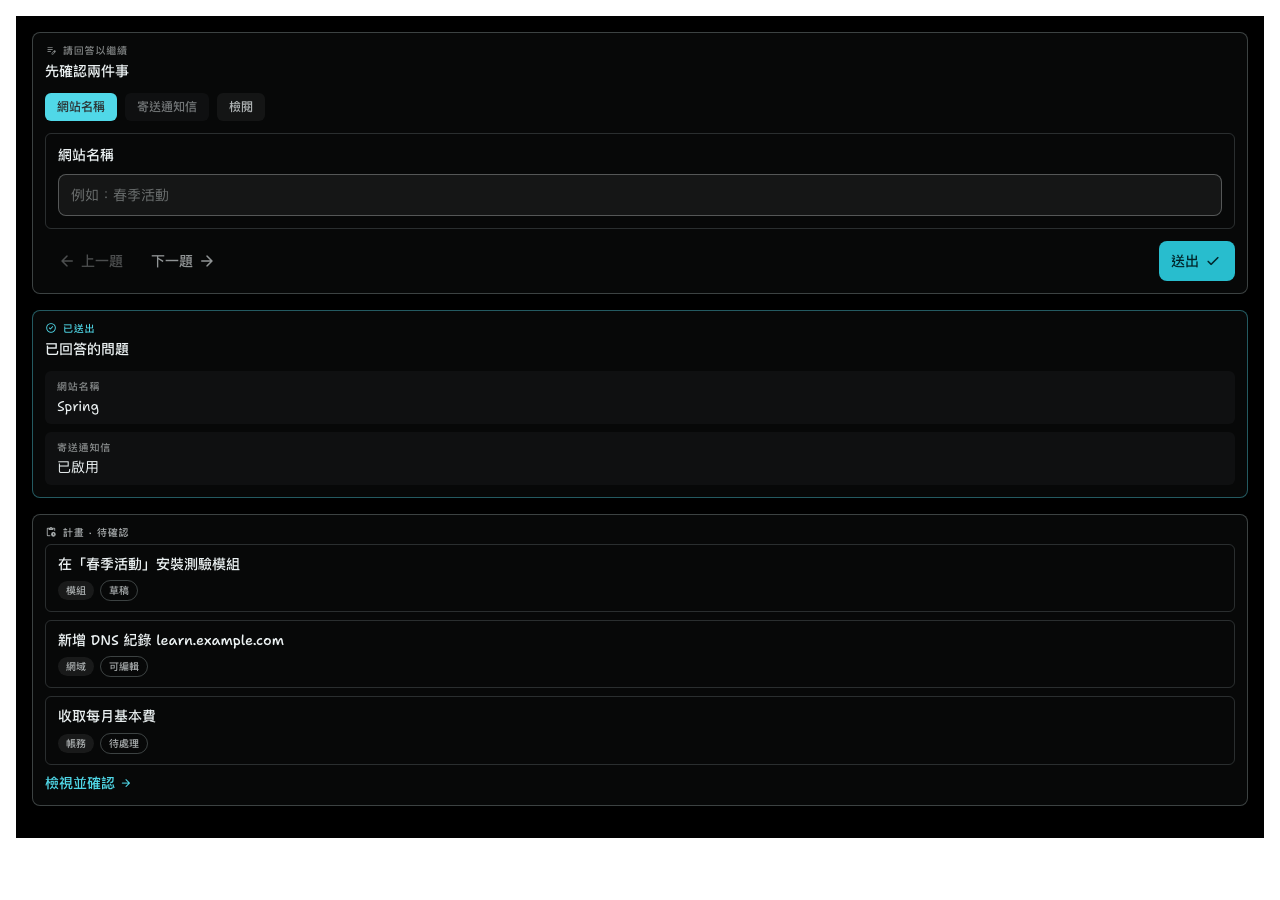 請回答以繼續
先確認兩件事
網站名稱 寄送通知信 檢閱
網站名稱
例如：春季活動
← 上一題 下一題 → 送出 ✓
已送出
已回答的問題
網站名稱
Spring
寄送通知信
已啟用
計畫 · 待確認
在「春季活動」安裝測驗模組
模組 草稿
新增 DNS 紀錄 learn.example.com
網域 可編輯
收取每月基本費
帳務 待處理
檢視並確認 →